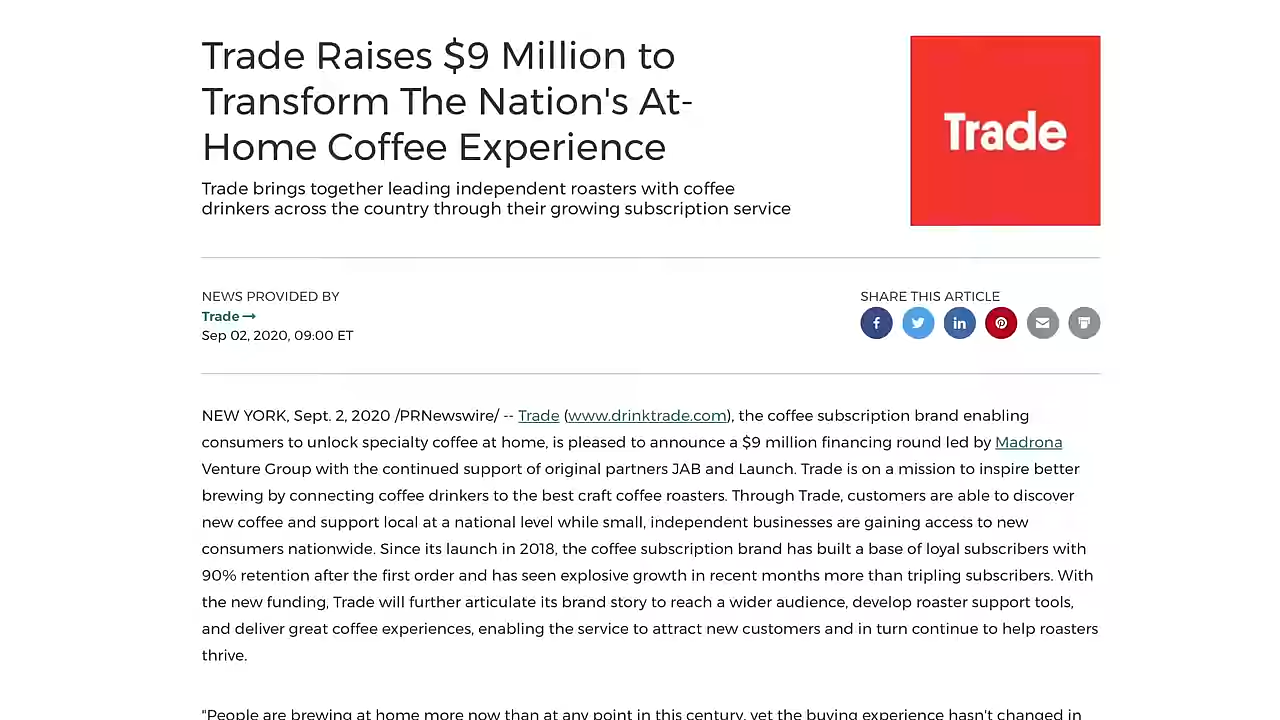 Trade Raises $9 Million to
Transform The Nation's At-
Home Coffee Experience
Trade brings together leading independent roasters with coffee
drinkers across the country through their growing subscription service
Trade
NEWS PROVIDED BY
Trade →
Sep 02, 2020, 09:00 ET
SHARE THIS ARTICLE
NEW YORK, Sept. 2, 2020 /PRNewswire/ -- Trade (www.drinktrade.com), the coffee subscription brand enabling
consumers to unlock specialty coffee at home, is pleased to announce a $9 million financing round led by Madrona
Venture Group with the continued support of original partners JAB and Launch. Trade is on a mission to inspire better
brewing by connecting coffee drinkers to the best craft coffee roasters. Through Trade, customers are able to discover
new coffee and support local at a national level while small, independent businesses are gaining access to new
consumers nationwide. Since its launch in 2018, the coffee subscription brand has built a base of loyal subscribers with
90% retention after the first order and has seen explosive growth in recent months more than tripling subscribers. With
the new funding, Trade will further articulate its brand story to reach a wider audience, develop roaster support tools,
and deliver great coffee experiences, enabling the service to attract new customers and in turn continue to help roasters
thrive.
"People are brewing at home more now than at any point in this century, yet the buying experience hasn't changed in